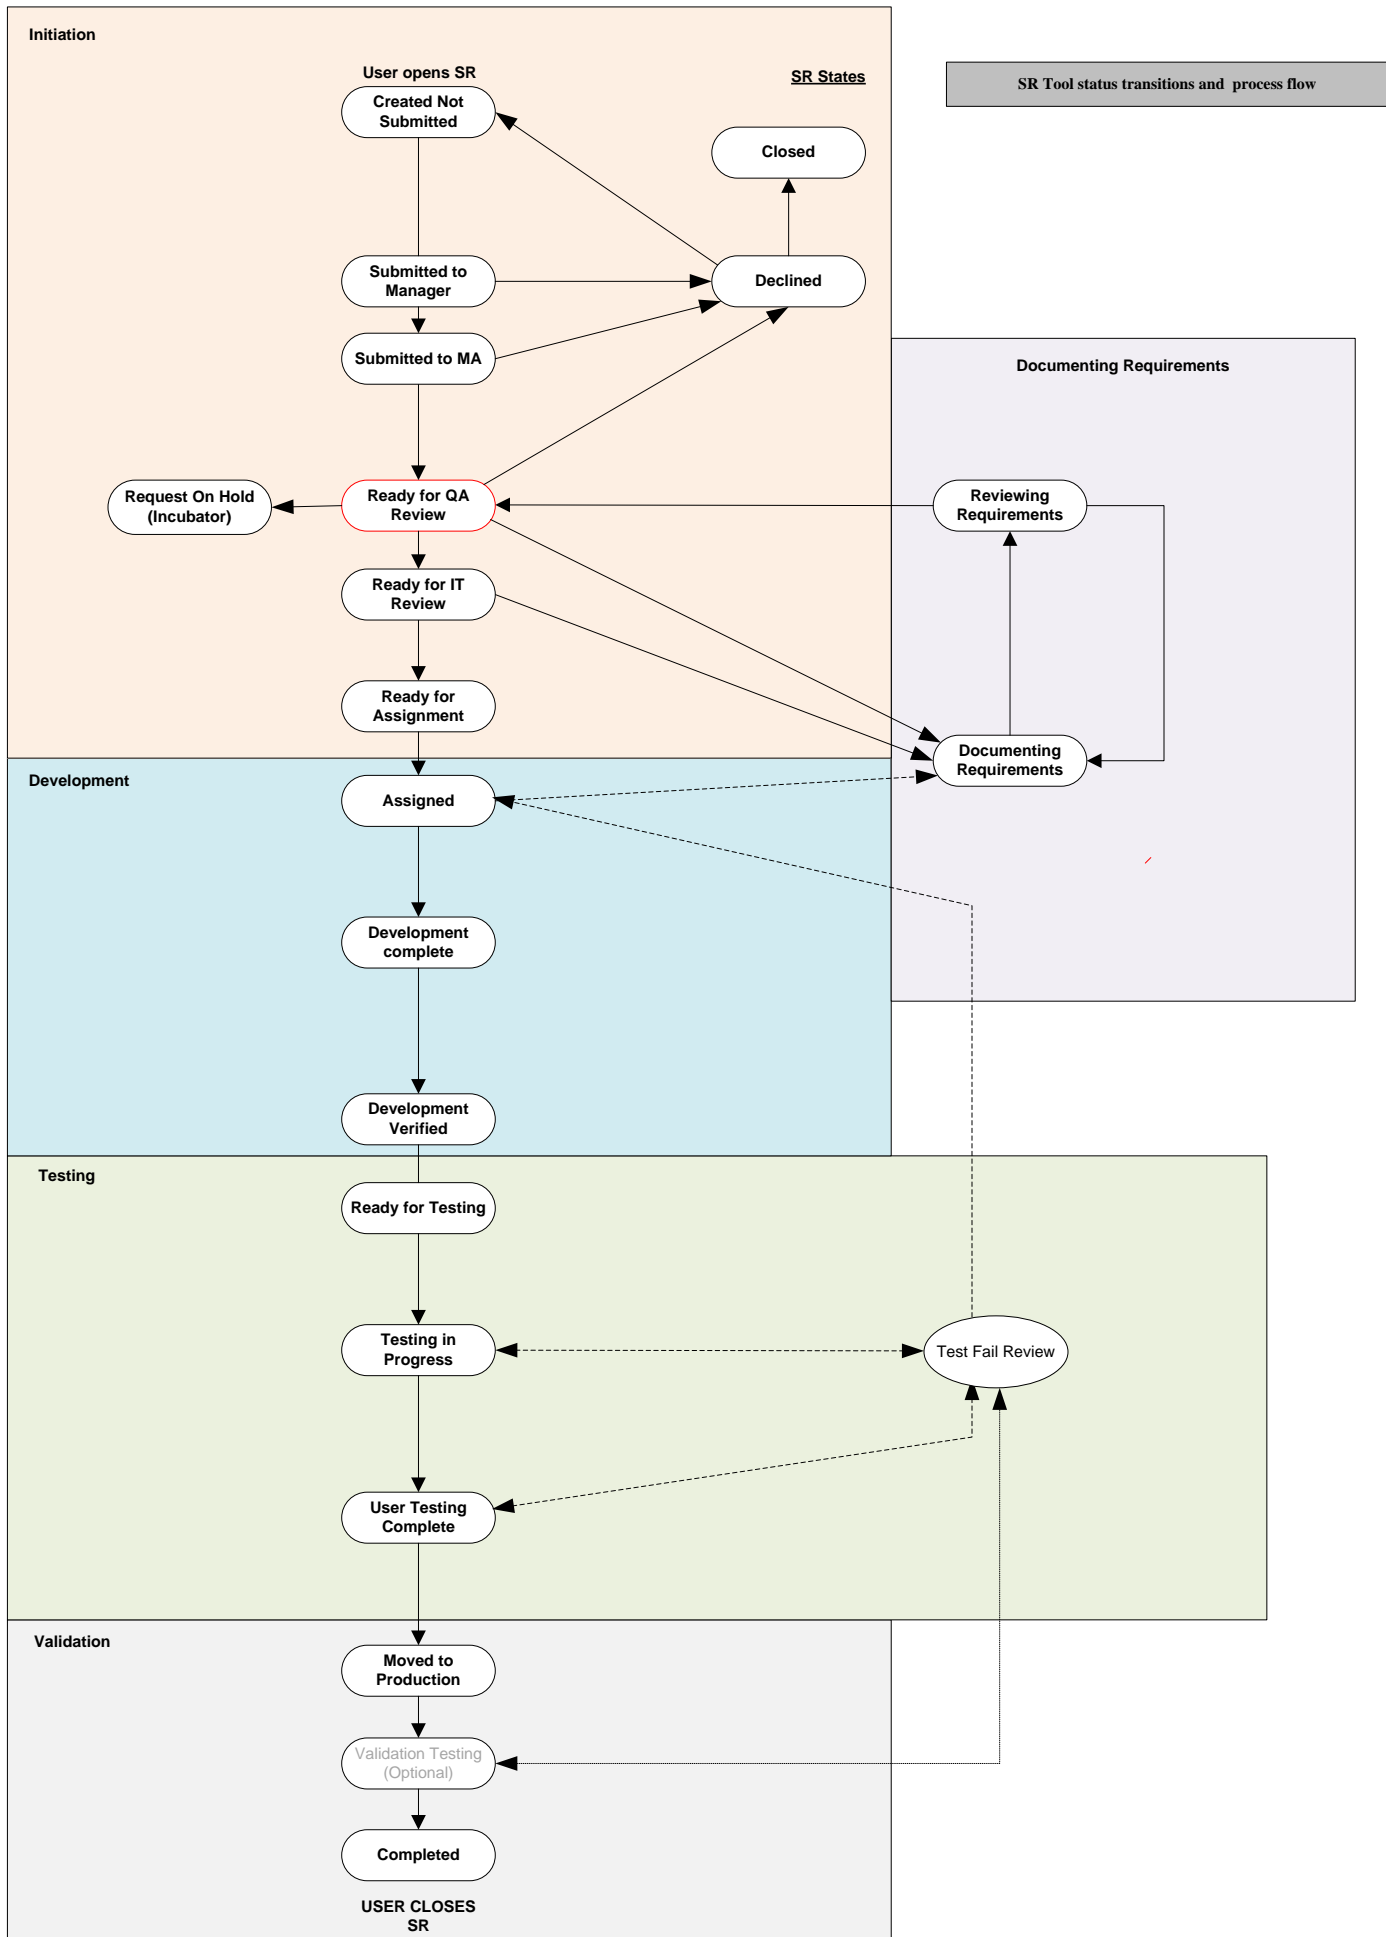 Initiation
User opens SR
SR States
SR Tool status transitions and process flow
Created Not
Submitted
Closed
Submitted to
Manager
Declined
Submitted to MA
Documenting Requirements
Request On Hold
(Incubator)
Ready for QA
Review
Reviewing
Requirements
Ready for IT
Review
Ready for
Assignment
Documenting
Requirements
Development
Assigned
Development
complete
Development
Verified
Testing
Ready for Testing
Testing in
Progress
Test Fail Review
User Testing
Complete
Validation
Moved to
Production
Validation Testing
(Optional)
Completed
USER CLOSES
SR